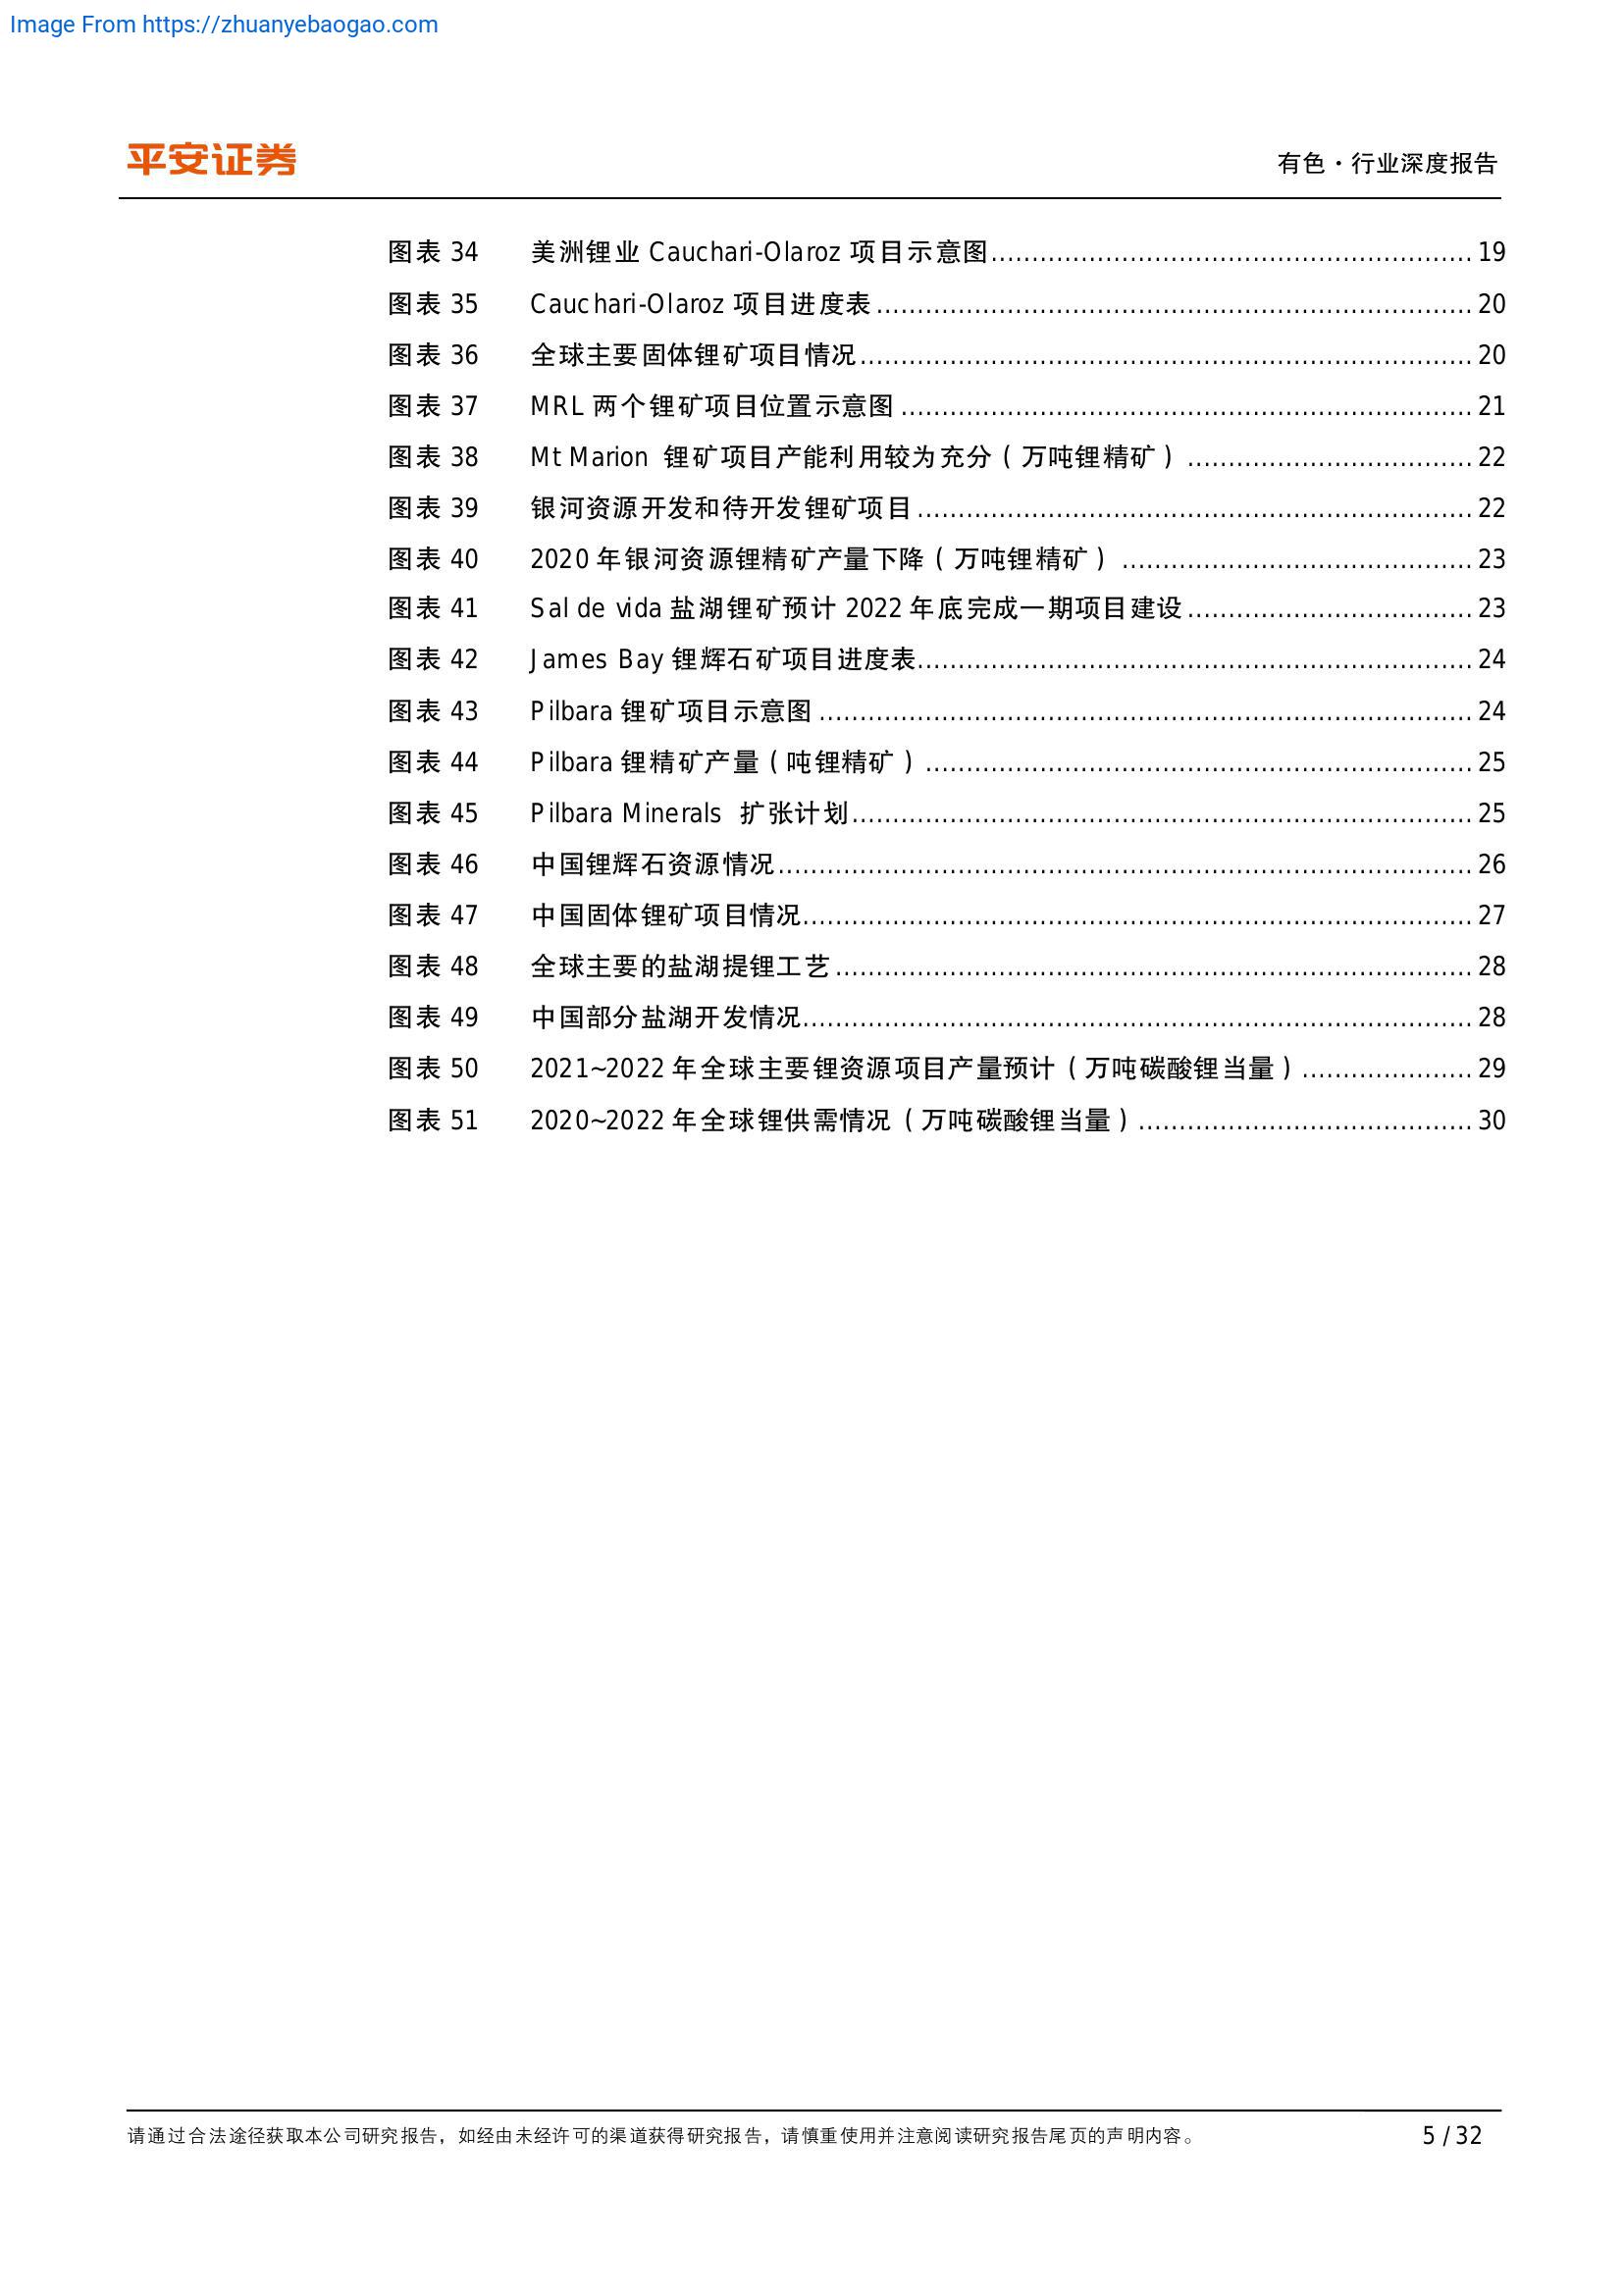 Image From https://zhuanyebaogao.com
平安证券
有色·行业深度报告
图表 34 美洲锂业 Cauchari-Olaroz 项目示意图 19
图表 35 Cauchari-Olaroz 项目进度表 20
图表 36 全球主要固体锂矿项目情况 20
图表 37 MRL 两个锂矿项目位置示意图 21
图表 38 Mt Marion 锂矿项目产能利用较为充分（万吨锂精矿） 22
图表 39 银河资源开发和待开发锂矿项目 22
图表 40 2020 年银河资源锂精矿产量下降（万吨锂精矿） 23
图表 41 Sal de vida 盐湖锂矿预计 2022 年底完成一期项目建设 23
图表 42 James Bay 锂辉石矿项目进度表 24
图表 43 Pilbara 锂矿项目示意图 24
图表 44 Pilbara 锂精矿产量（吨锂精矿） 25
图表 45 Pilbara Minerals 扩张计划 25
图表 46 中国锂辉石资源情况 26
图表 47 中国固体锂矿项目情况 27
图表 48 全球主要的盐湖提锂工艺 28
图表 49 中国部分盐湖开发情况 28
图表 50 2021~2022 年全球主要锂资源项目产量预计（万吨碳酸锂当量） 29
图表 51 2020~2022 年全球锂供需情况（万吨碳酸锂当量） 30
请通过合法途径获取本公司研究报告，如经由未经许可的渠道获得研究报告，请慎重使用并注意阅读研究报告尾页的声明内容。
5 / 32